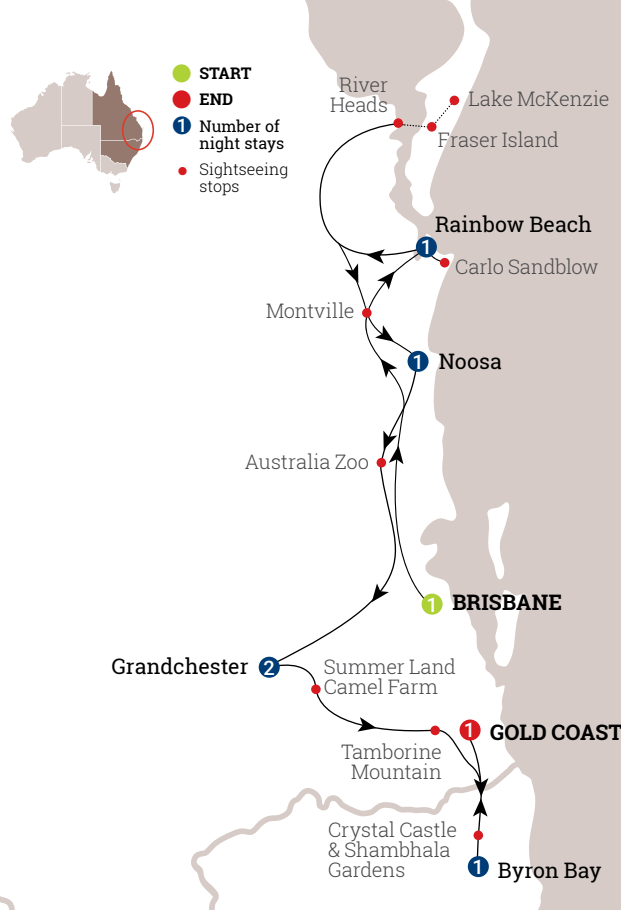 START
END
1 Number of
night stays
Sightseeing
stops
River
Heads
Lake McKenzie
Fraser Island
Rainbow Beach
1
Carlo Sandblow
Montville
1 Noosa
Australia Zoo
1 BRISBANE
Grandchester 2
Summer Land
Camel Farm
1 GOLD COAST
Tamborine
Mountain
Crystal Castle
& Shambhala
Gardens
1 Byron Bay